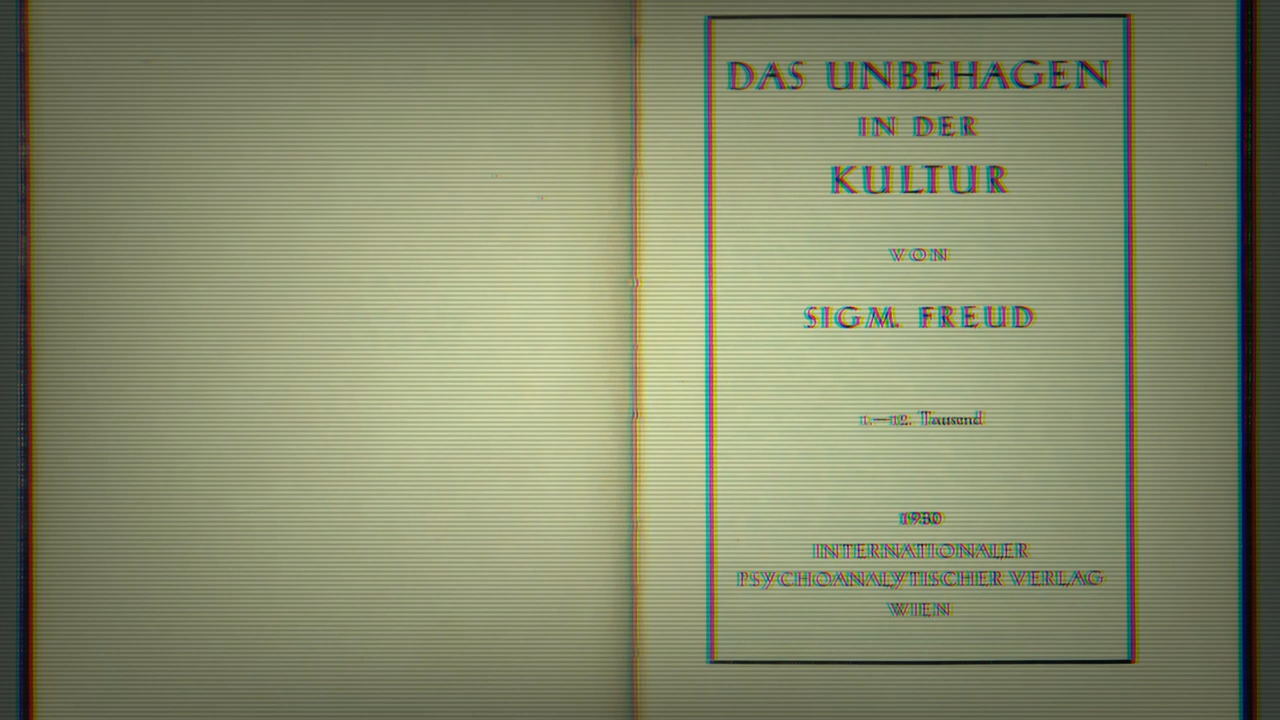 DAS UNBEHAGEN
IN DER
KULTUR
VON
SIGM. FREUD
1.—12. Tausend
1930
INTERNATIONALER
PSYCHOANALYTISCHER VERLAG
WIEN